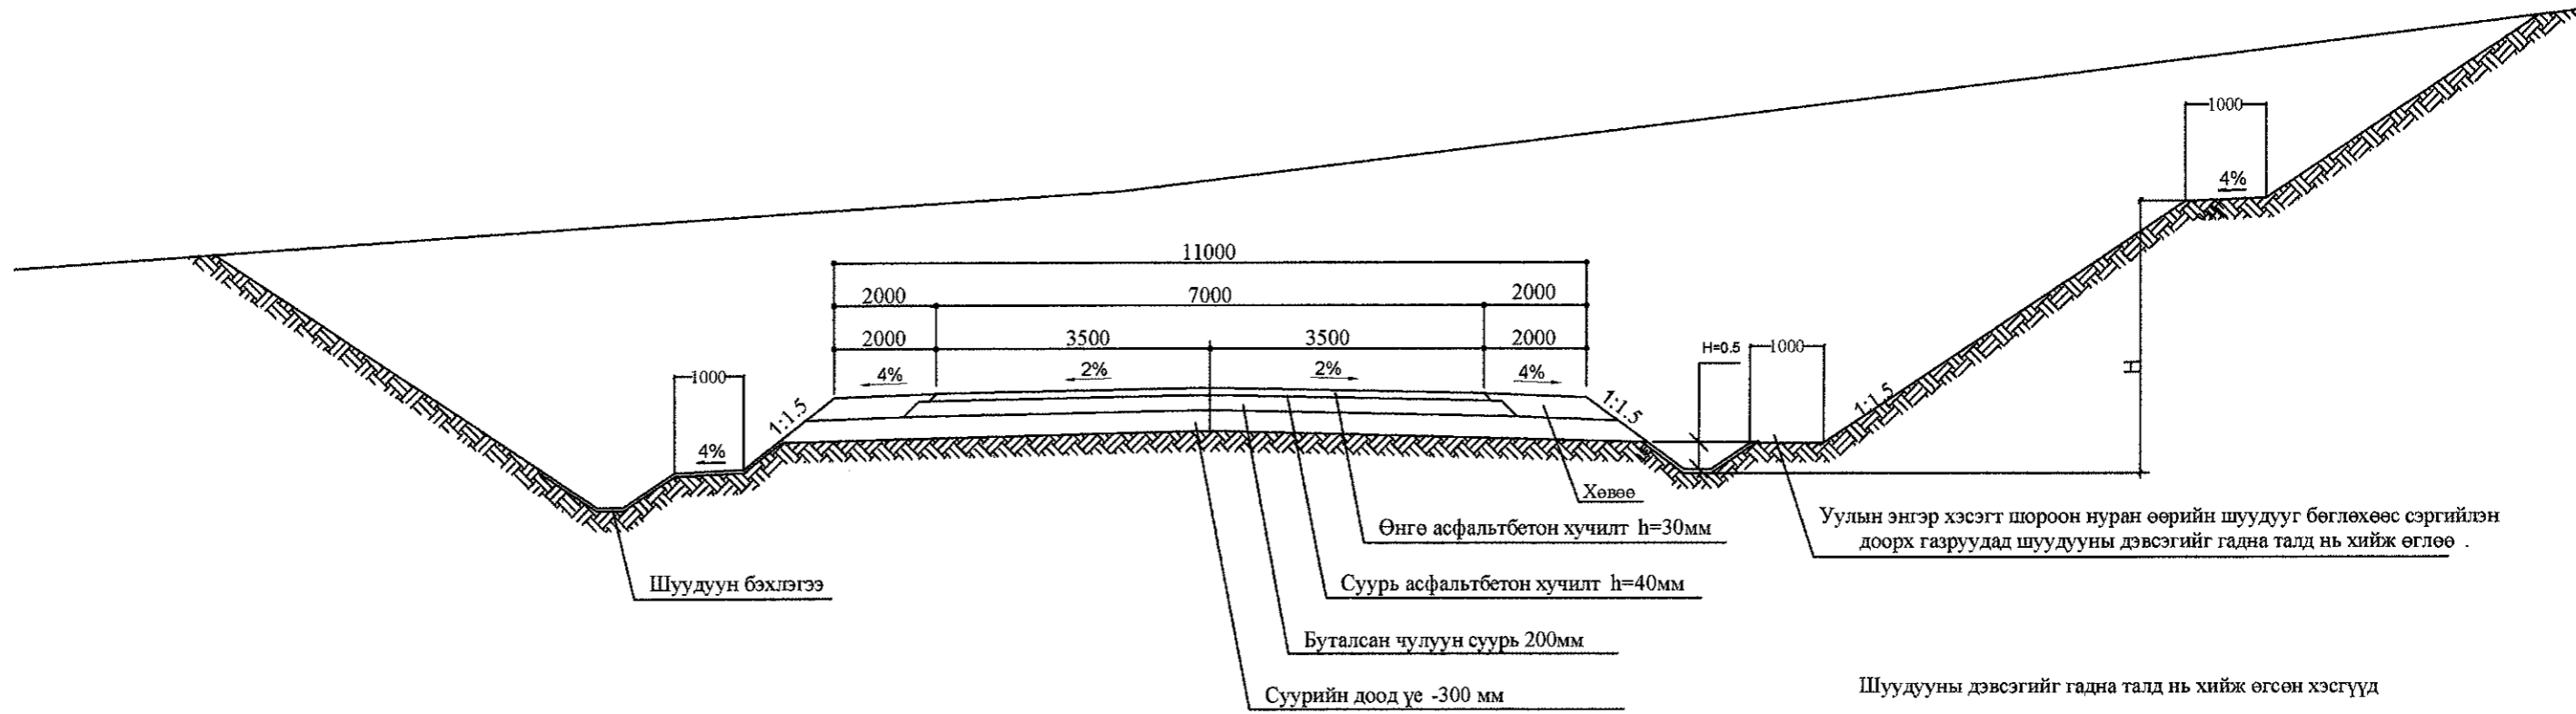 1000
4%
11000
2000 7000 2000
2000 3500 3500 2000
H=0.5
1000
1000
4% 2% 2% 4%
H
1:1.5
1:1.5
1:1.5
4%
Хөвөө
Өнгө асфальтбетон хучилт h=30мм
Уулын энгэр хэсэгт шороон нуран өөрийн шуудууг бөглөхөөс сэргийлэн
доорх газруудад шуудууны дэвсэгийг гадна талд нь хийж өглөө .
Шуудуун бэхлэгээ
Суурь асфальтбетон хучилт h=40мм
Буталсан чулуун суурь 200мм
Суурийн доод үе -300 мм
Шуудууны дэвсэгийг гадна талд нь хийж өгсөн хэсгүүд